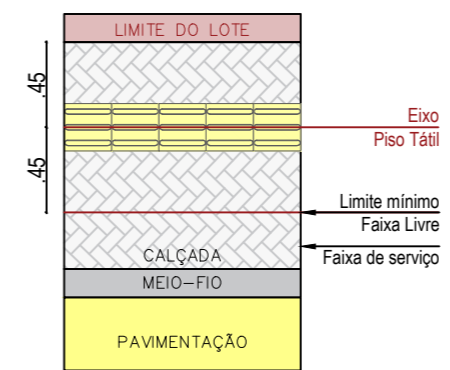 LIMITE DO LOTE
.45
Eixo
Piso Tátil
.45
Limite mínimo
Faixa Livre
CALÇADA
Faixa de serviço
MEIO-FIO
PAVIMENTAÇÃO